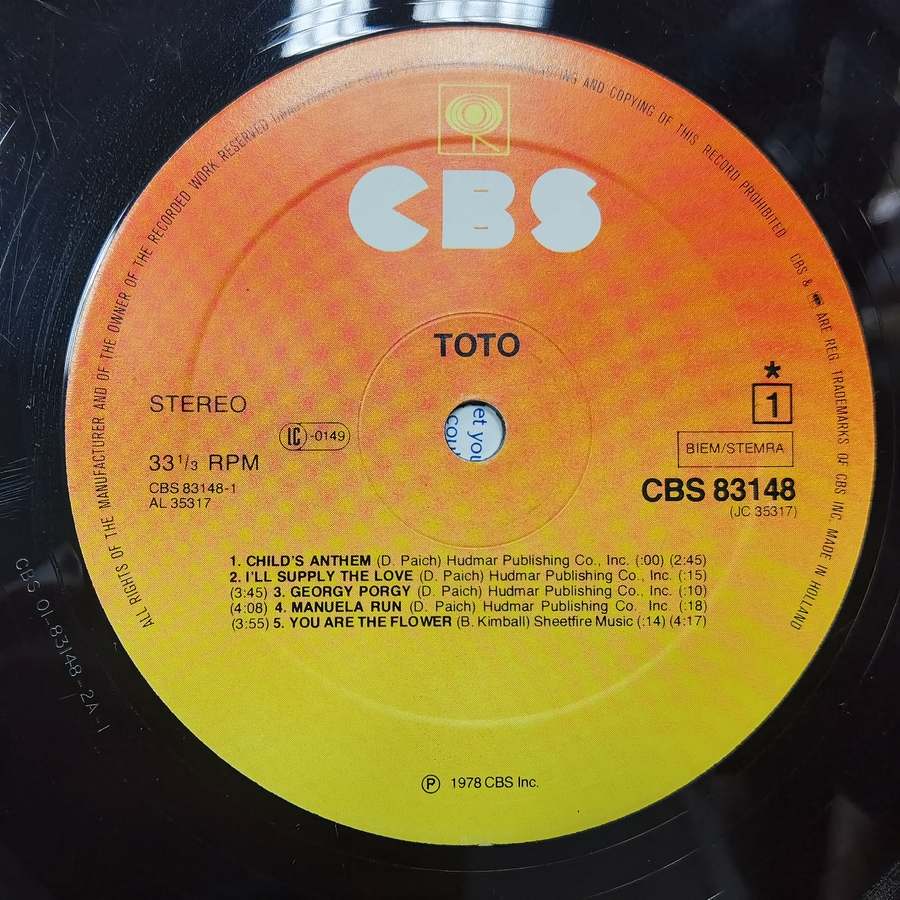 ALL RIGHTS OF THE MANUFACTURER AND OF THE OWNER OF THE RECORDED WORK RESERVED
AND COPYING OF THIS RECORD PROHIBITED
CBS & ARE REG. TRADEMARKS OF CBS INC. MADE IN HOLLAND
CBS
TOTO
STEREO
LC-0149
33 1/3 RPM
CBS 83148-1
AL 35317
*
1
BIEM/STEMRA
CBS 83148
(JC 35317)
et you
cou
1. CHILD'S ANTHEM (D. Paich) Hudmar Publishing Co., Inc. (:00) (2:45)
2. I'LL SUPPLY THE LOVE (D. Paich) Hudmar Publishing Co., Inc. (:15)
(3:45) 3. GEORGY PORGY (D. Paich) Hudmar Publishing Co., Inc. (:10)
(4:08) 4. MANUELA RUN (D. Paich) Hudmar Publishing Co., Inc. (:18)
(3:55) 5. YOU ARE THE FLOWER (B. Kimball) Sheetfire Music (:14) (4:17)
℗ 1978 CBS Inc.
CBS 01-83148-2A-1